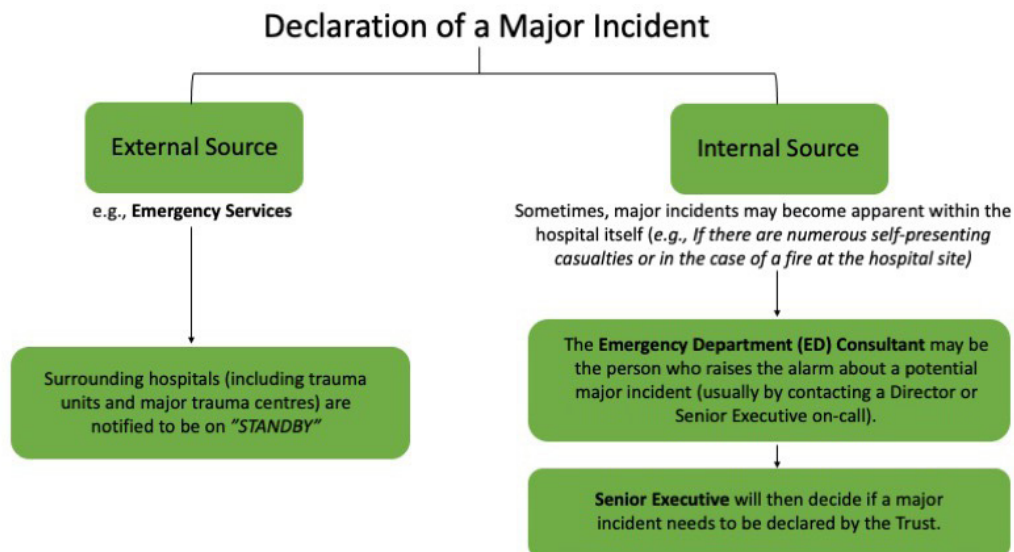 Declaration of a Major Incident
External Source
e.g., Emergency Services
Surrounding hospitals (including trauma
units and major trauma centres) are
notified to be on ”STANDBY”
Internal Source
Sometimes, major incidents may become apparent within the
hospital itself (e.g., If there are numerous self-presenting
casualties or in the case of a fire at the hospital site)
The Emergency Department (ED) Consultant may be
the person who raises the alarm about a potential
major incident (usually by contacting a Director or
Senior Executive on-call).
Senior Executive will then decide if a major
incident needs to be declared by the Trust.